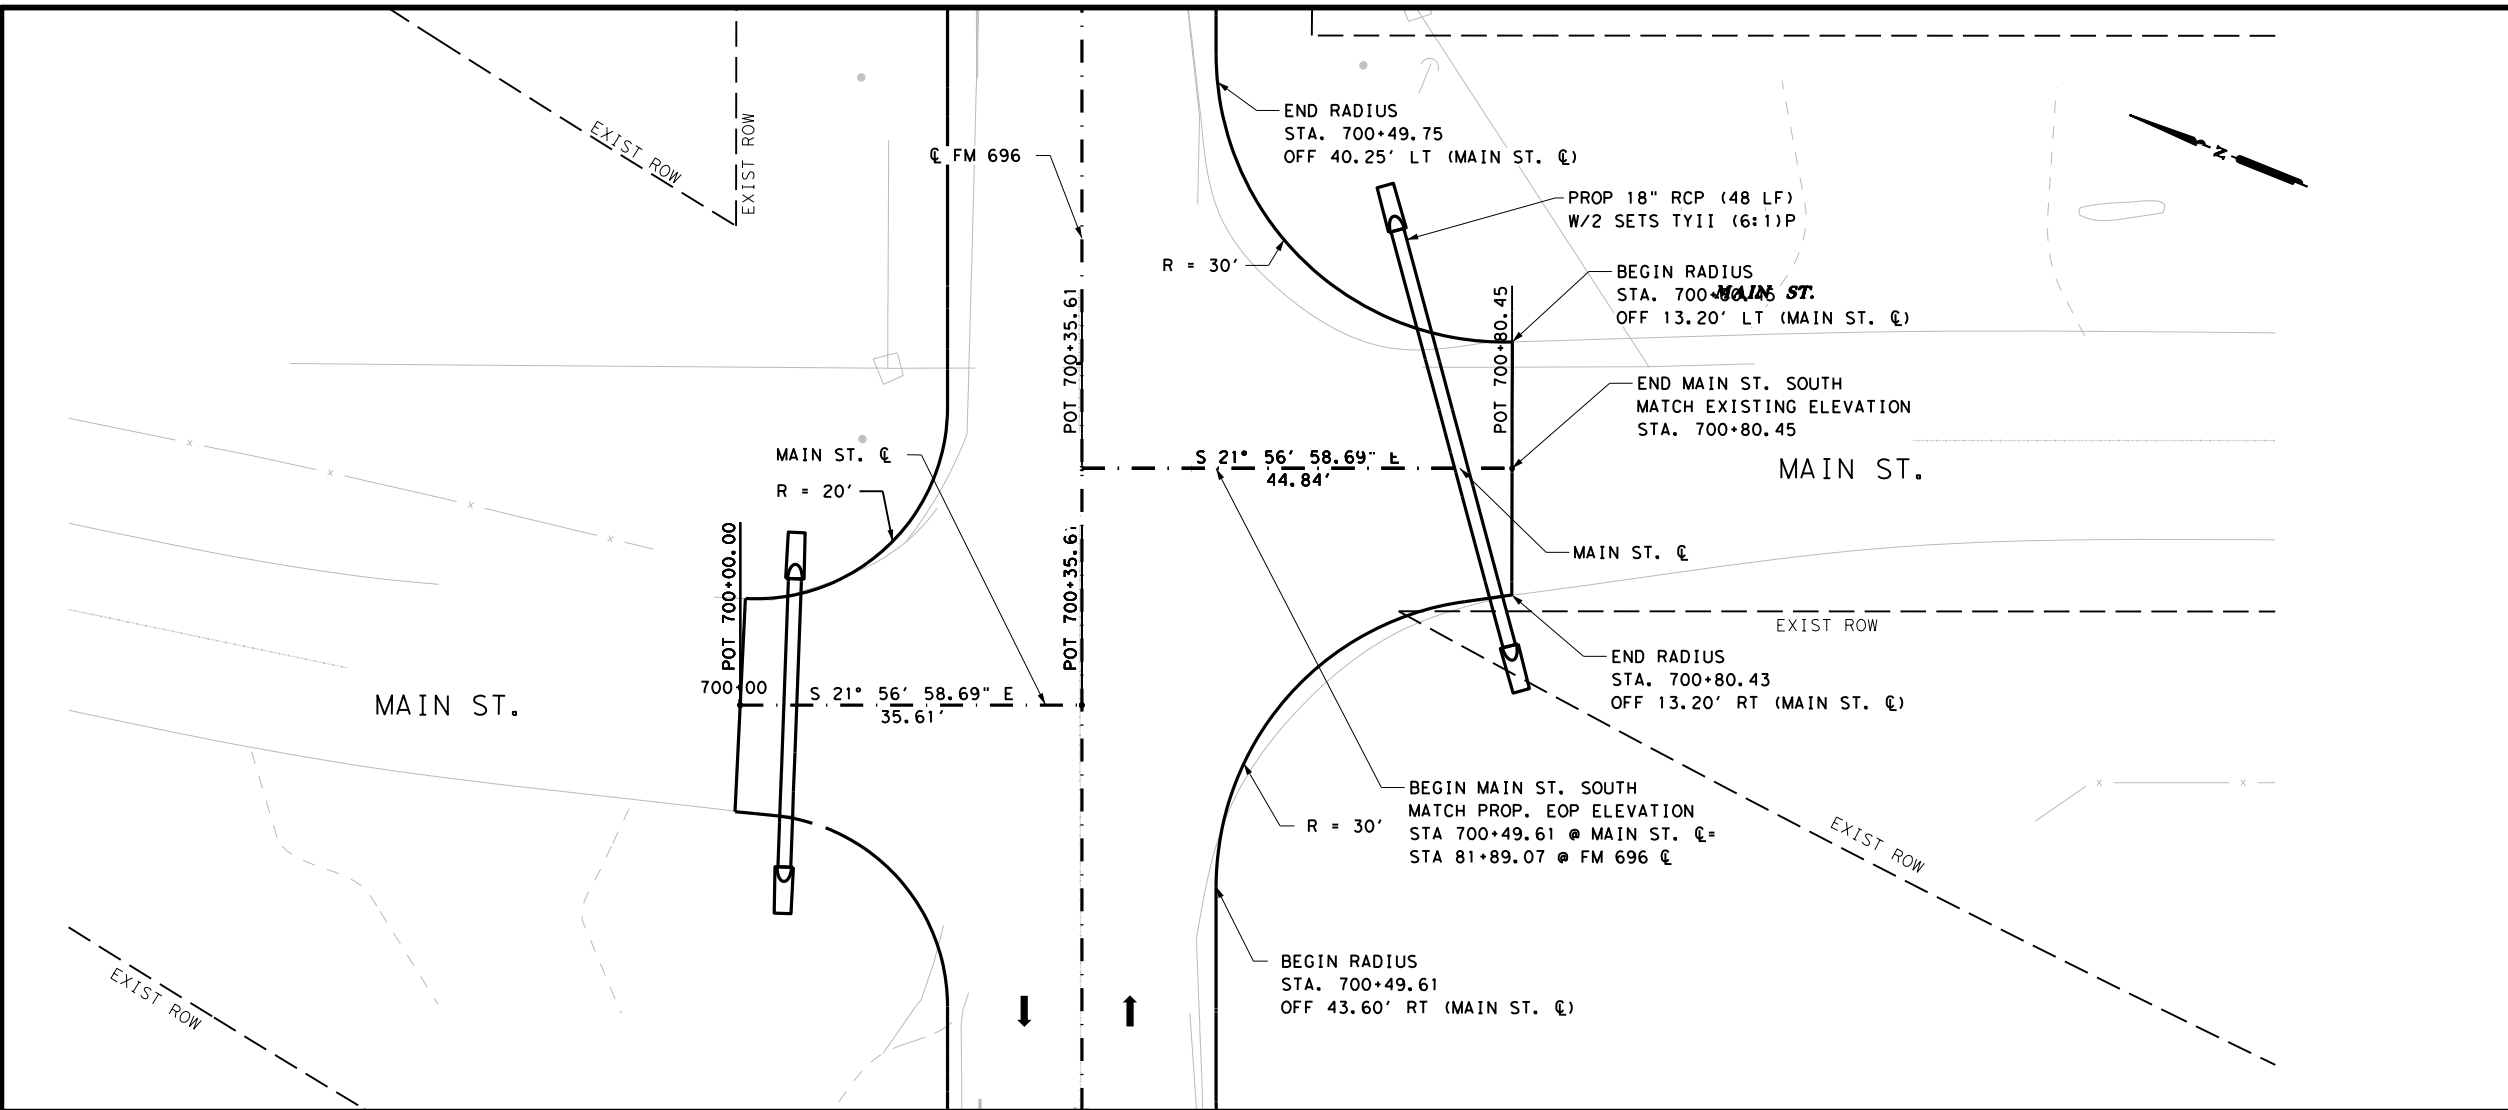 EXIST ROW
EXIST ROW
℄ FM 696
END RADIUS
STA. 700+49.75
OFF 40.25' LT (MAIN ST. ℄)
PROP 18" RCP (48 LF)
W/2 SETS TYII (6:1)P
N
R = 30'
BEGIN RADIUS
STA. 700+80.45
MAIN ST.
OFF 13.20' LT (MAIN ST. ℄)
POT 700+35.61
POT 700+80.45
END MAIN ST. SOUTH
MATCH EXISTING ELEVATION
STA. 700+80.45
MAIN ST. ℄
R = 20'
S 21° 56' 58.69" E
44.84'
MAIN ST.
MAIN ST. ℄
POT 700+00.00
POT 700+35.61
EXIST ROW
700+00
S 21° 56' 58.69" E
35.61'
MAIN ST.
END RADIUS
STA. 700+80.43
OFF 13.20' RT (MAIN ST. ℄)
BEGIN MAIN ST. SOUTH
MATCH PROP. EOP ELEVATION
STA 700+49.61 @ MAIN ST. ℄=
STA 81+89.07 @ FM 696 ℄
R = 30'
EXIST ROW
BEGIN RADIUS
STA. 700+49.61
OFF 43.60' RT (MAIN ST. ℄)
EXIST ROW